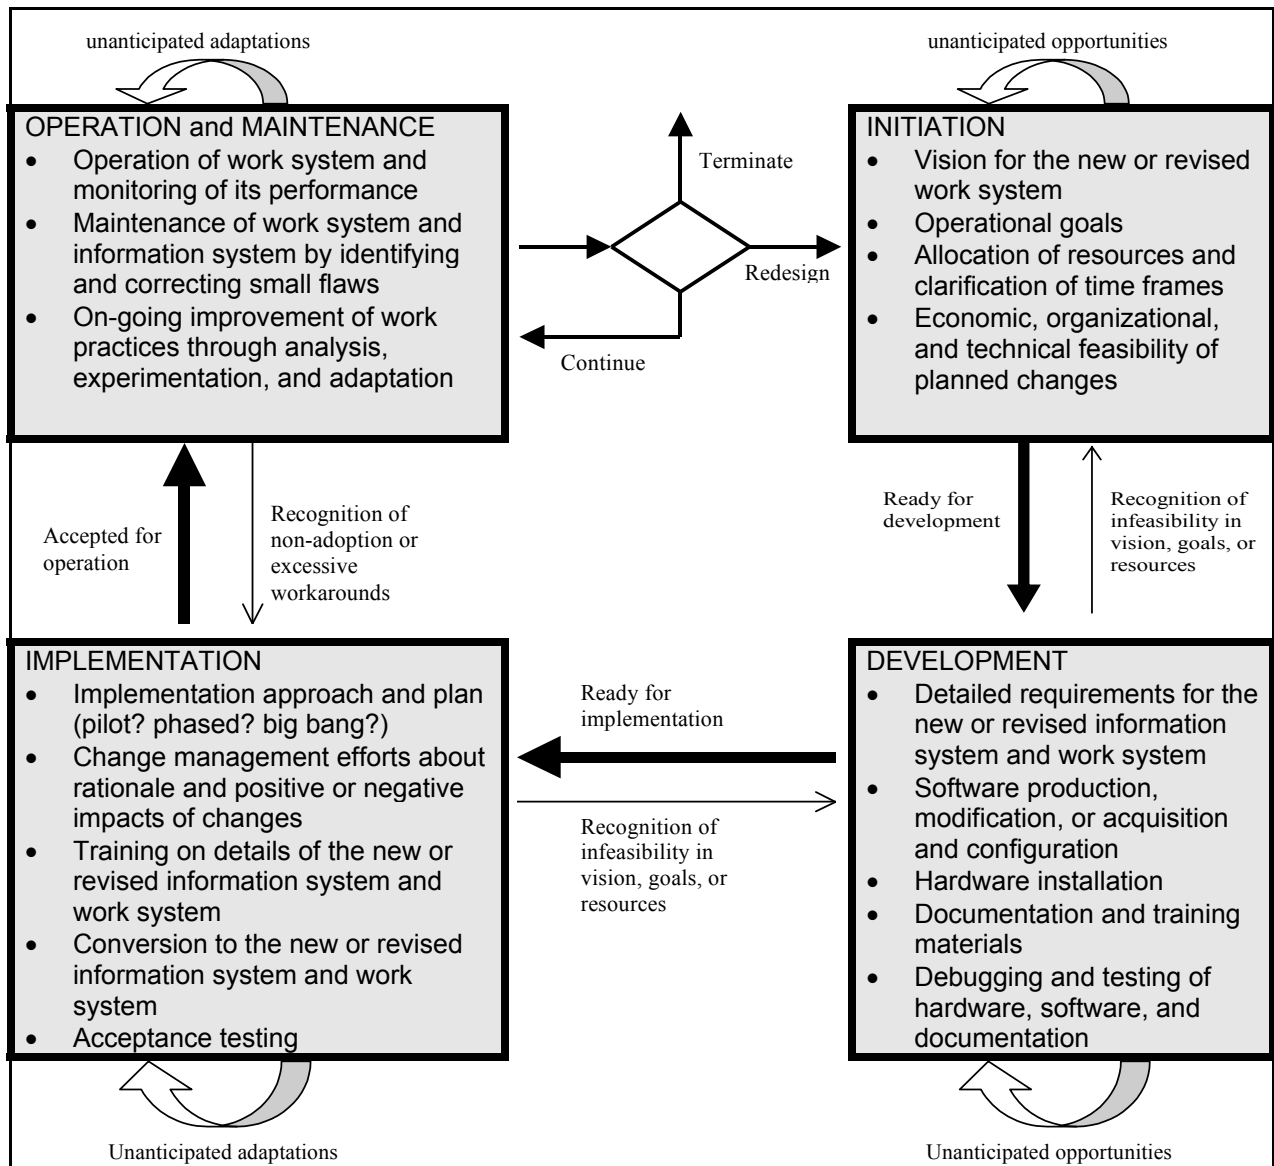 unanticipated adaptations
OPERATION and MAINTENANCE
• Operation of work system and
monitoring of its performance
• Maintenance of work system and
information system by identifying
and correcting small flaws
• On-going improvement of work
practices through analysis,
experimentation, and adaptation
Terminate
Redesign
Continue
unanticipated opportunities
INITIATION
• Vision for the new or revised
work system
• Operational goals
• Allocation of resources and
clarification of time frames
• Economic, organizational,
and technical feasibility of
planned changes
Accepted for
operation
Recognition of
non-adoption or
excessive
workarounds
Ready for
development
Recognition of
infeasibility in
vision, goals, or
resources
IMPLEMENTATION
• Implementation approach and plan
(pilot? phased? big bang?)
• Change management efforts about
rationale and positive or negative
impacts of changes
• Training on details of the new or
revised information system and
work system
• Conversion to the new or revised
information system and work
system
• Acceptance testing
Unanticipated adaptations
Ready for
implementation
Recognition of
infeasibility in
vision, goals, or
resources
DEVELOPMENT
• Detailed requirements for the
new or revised information
system and work system
• Software production,
modification, or acquisition
and configuration
• Hardware installation
• Documentation and training
materials
• Debugging and testing of
hardware, software, and
documentation
Unanticipated opportunities